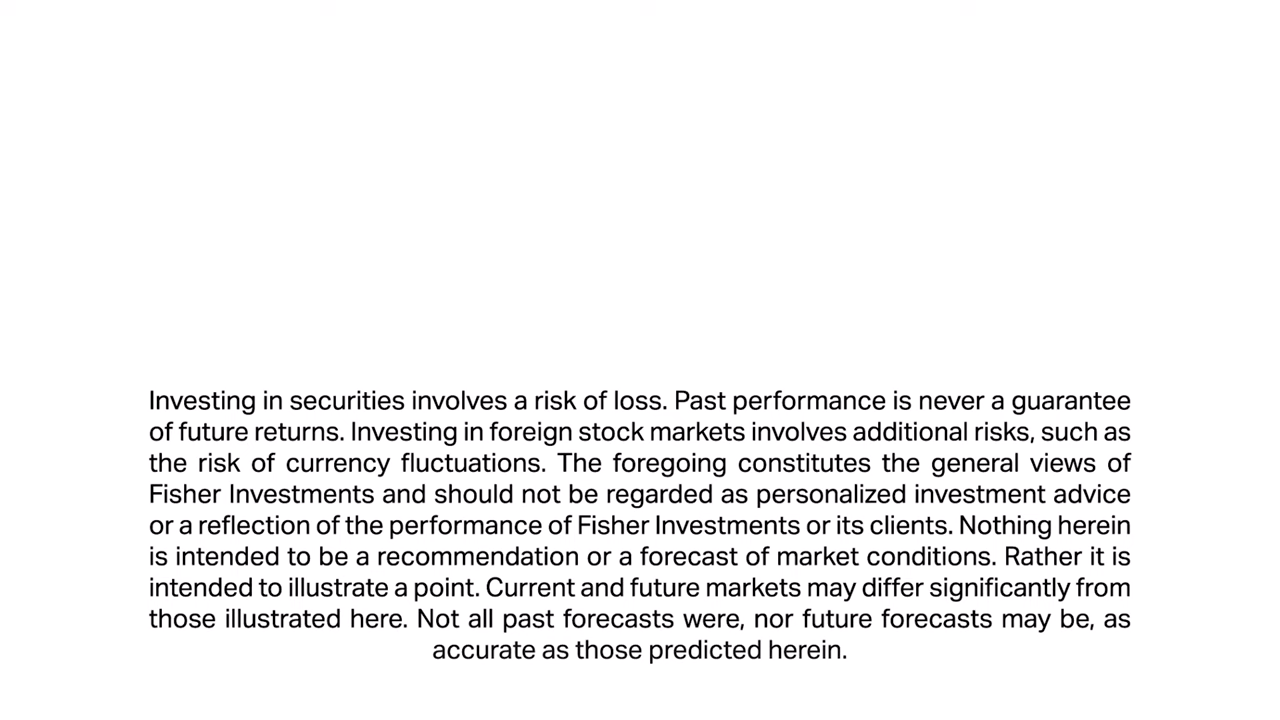 Investing in securities involves a risk of loss. Past performance is never a guarantee
of future returns. Investing in foreign stock markets involves additional risks, such as
the risk of currency fluctuations. The foregoing constitutes the general views of
Fisher Investments and should not be regarded as personalized investment advice
or a reflection of the performance of Fisher Investments or its clients. Nothing herein
is intended to be a recommendation or a forecast of market conditions. Rather it is
intended to illustrate a point. Current and future markets may differ significantly from
those illustrated here. Not all past forecasts were, nor future forecasts may be, as
accurate as those predicted herein.